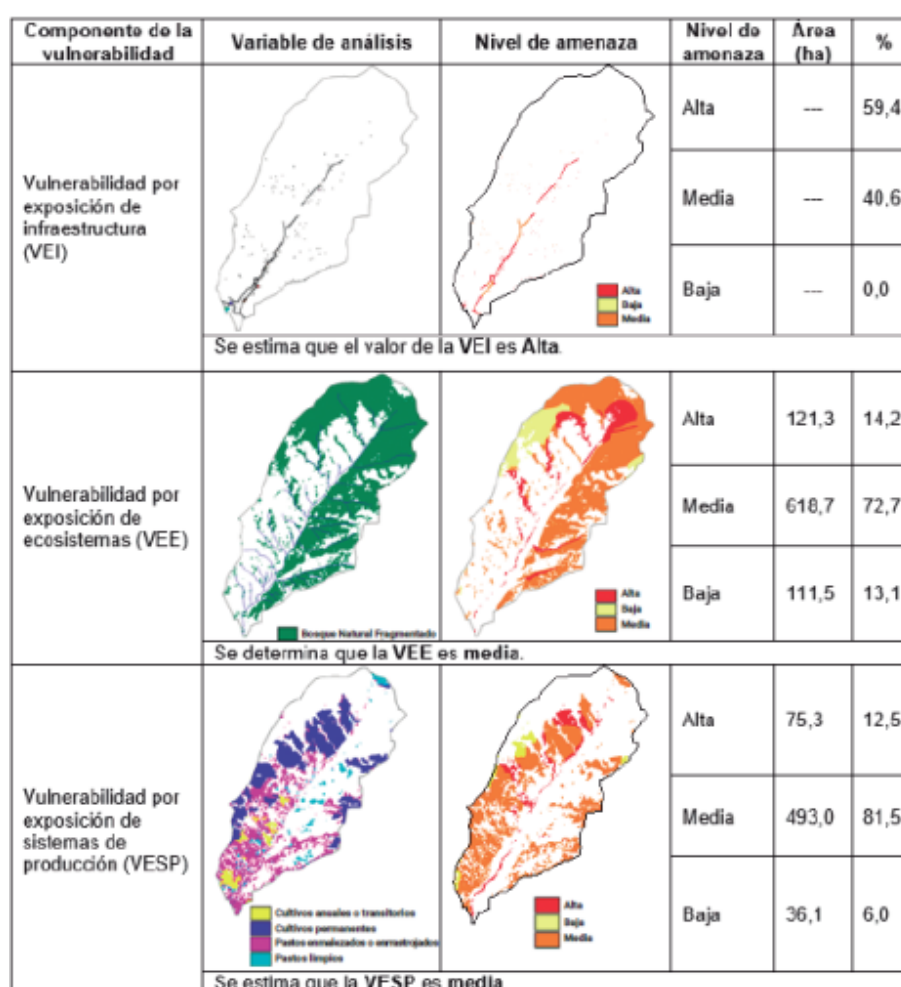 Componente de la vulnerabilidad
Variable de análisis
Nivel de amenaza
Nivel de amenaza
Área (ha)
%
Vulnerabilidad por
exposición de
infraestructura
(VEI)
Alta
Baja
Media
Alta --- 59,4
Media --- 40,6
Baja --- 0,0
Se estima que el valor de la VEI es Alta.
Vulnerabilidad por
exposición de
ecosistemas (VEE)
Bosque Natural Fragmentado
Alta
Baja
Media
Alta 121,3 14,2
Media 618,7 72,7
Baja 111,5 13,1
Se determina que la VEE es media.
Vulnerabilidad por
exposición de
sistemas de
producción (VESP)
Cultivos anuales o transitorios
Cultivos permanentes
Pastos enmalezados o enrrastrojados
Pastos limpios
Alta
Baja
Media
Alta 75,3 12,5
Media 493,0 81,5
Baja 36,1 6,0
Se estima que la VESP es media